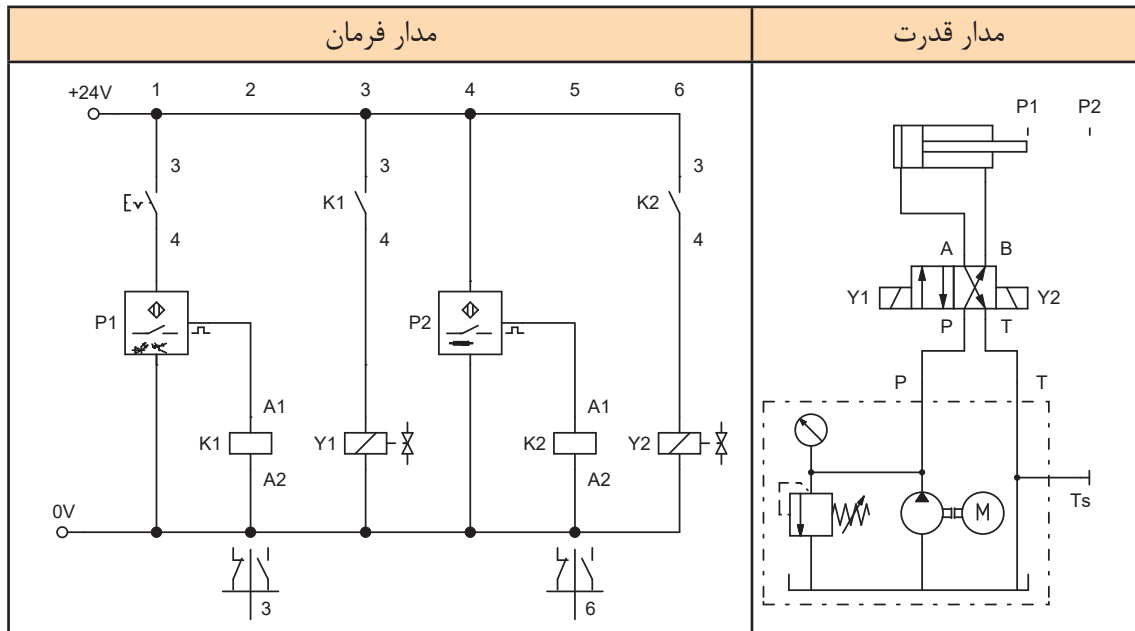 مدار قدرت
مدار فرمان
+24V 1 2 3 4 5 6
3 3 3
K1 K2
4 4 4
P1 P2
A1 A1
K1 Y1 K2 Y2
A2 A2
0V
3 6
P1 P2
A B
Y1 Y2
P T
P T
M
Ts